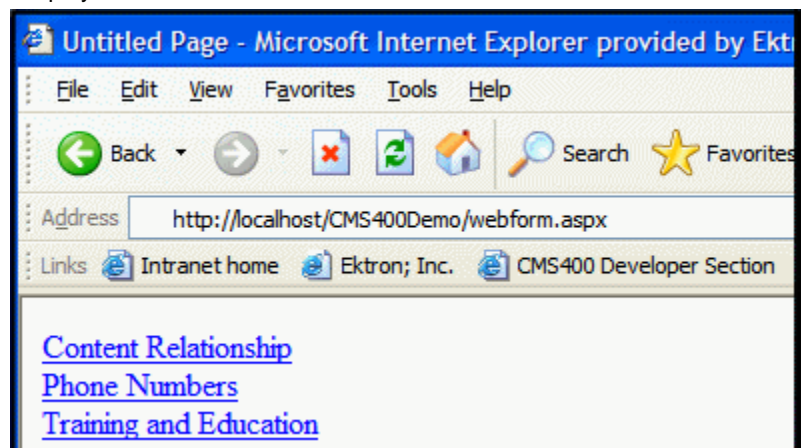 Untitled Page - Microsoft Internet Explorer provided by
File Edit View Favorites Tools Help
Back Search Favorites
Address http://localhost/CMS400Demo/webform.aspx
Links Intranet home Ektron; Inc. CMS400 Developer Section
Content Relationship
Phone Numbers
Training and Education